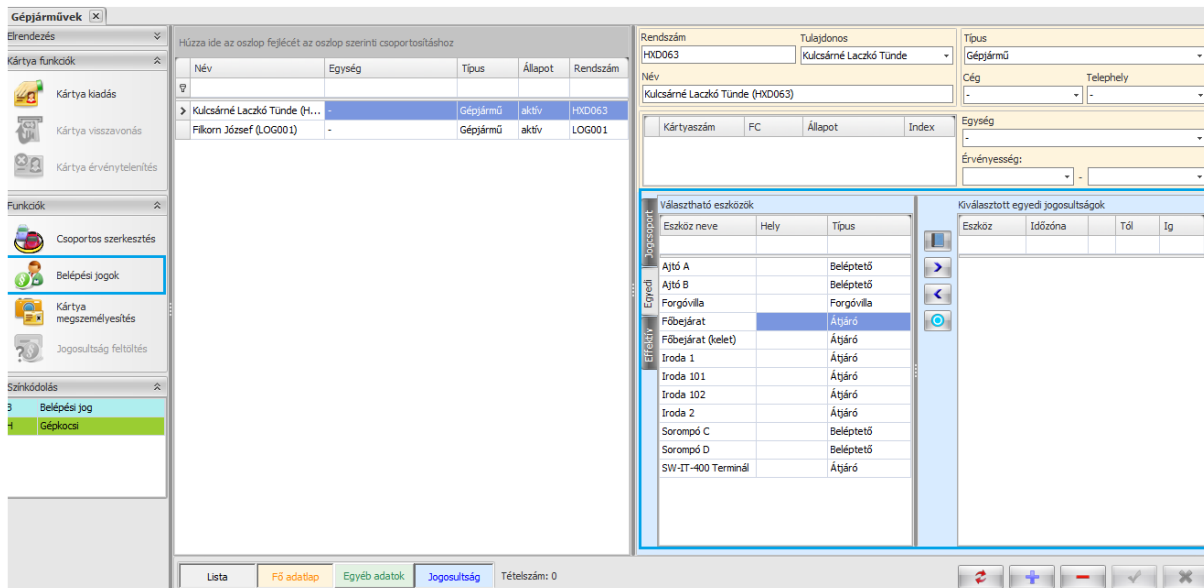 Gépjárművek
Elrendezés
Kártya funkciók
Kártya kiadás
Kártya visszavonás
Kártya érvénytelenítés
Funkciók
Csoportos szerkesztés
Belépési jogok
Kártya
megszemélyesítés
Jogosultság feltöltés
Színkódolás
B Belépési jog
H Gépkocsi
Húzza ide az oszlop fejlécét az oszlop szerinti csoportosításhoz
Név Egység Típus Állapot Rendszám
Kulcsárné Laczkó Tünde (H... - Gépjármű aktív HXD063
Filkorn József (LOG001) - Gépjármű aktív LOG001
Rendszám Tulajdonos
HXD063 Kulcsárné Laczkó Tünde
Név
Kulcsárné Laczkó Tünde (HXD063)
Kártyaszám FC Állapot Index
Típus
Gépjármű
Cég Telephely
- -
Egység
-
Érvényesség:
-
Jogcsoport
Egyedi
Effektív
Választható eszközök
Eszköz neve Hely Típus
Ajtó A Beléptető
Ajtó B Beléptető
Forgóvilla Forgóvilla
Főbejárat Átjáró
Főbejárat (kelet) Átjáró
Iroda 1 Átjáró
Iroda 101 Átjáró
Iroda 102 Átjáró
Iroda 2 Átjáró
Sorompó C Beléptető
Sorompó D Beléptető
SW-IT-400 Terminál Átjáró
Kiválasztott egyedi jogosultságok
Eszköz Időzóna Tól Ig
Lista Fő adatlap Egyéb adatok Jogosultság Tételszám: 0